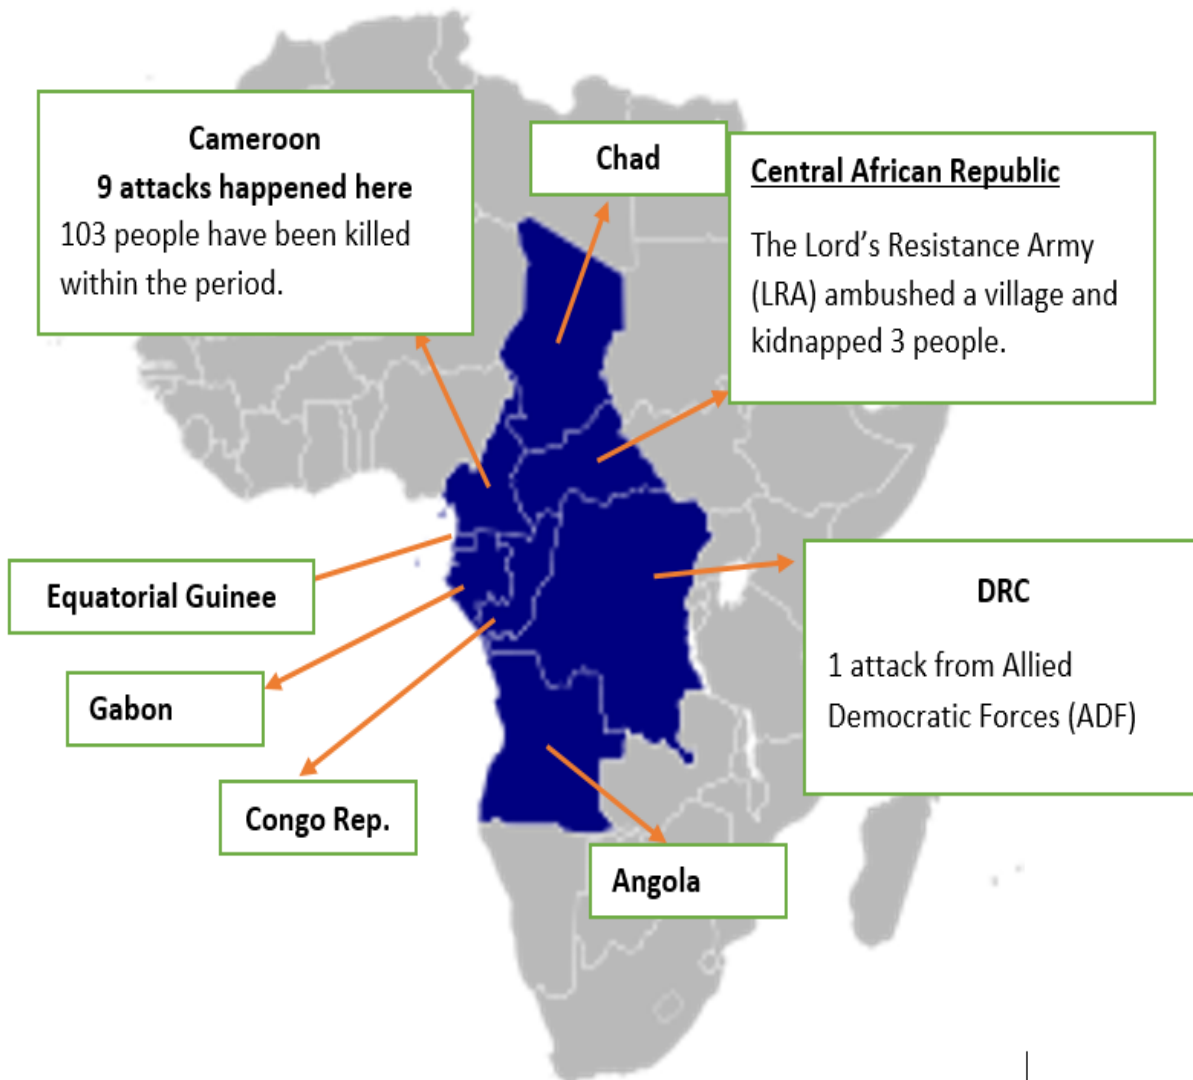 Cameroon
9 attacks happened here
103 people have been killed
within the period.
Chad
Central African Republic
The Lord’s Resistance Army
(LRA) ambushed a village and
kidnapped 3 people.
Equatorial Guinee
Gabon
Congo Rep.
DRC
1 attack from Allied
Democratic Forces (ADF)
Angola